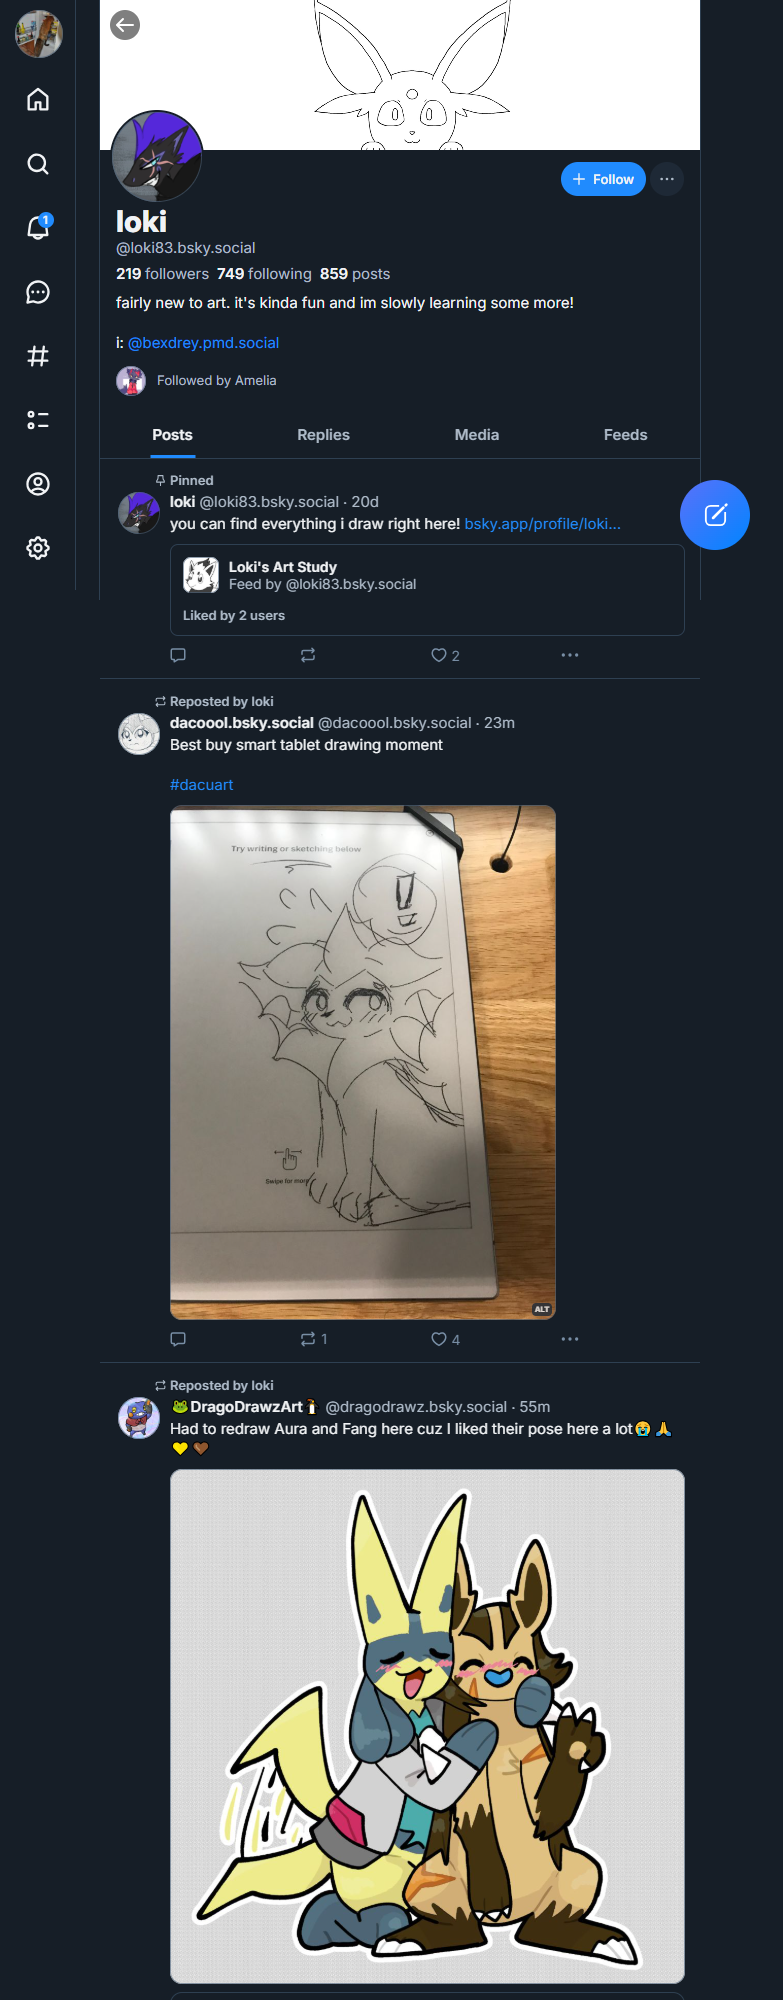 1
+ Follow
loki
@loki83.bsky.social
219 followers 749 following 859 posts
fairly new to art. it's kinda fun and im slowly learning some more!
i: @bexdrey.pmd.social
Followed by Amelia
Posts Replies Media Feeds
Pinned
loki @loki83.bsky.social · 20d
you can find everything i draw right here! bsky.app/profile/loki...
Loki's Art Study
Feed by @loki83.bsky.social
Liked by 2 users
2
Reposted by loki
dacoool.bsky.social @dacoool.bsky.social · 23m
Best buy smart tablet drawing moment
#dacuart
Try writing or sketching below
!
Swipe for more
ALT
1 4
Reposted by loki
🐸DragoDrawzArt🐧 @dragodrawz.bsky.social · 55m
Had to redraw Aura and Fang here cuz I liked their pose here a lot😭🙏
💛🤎